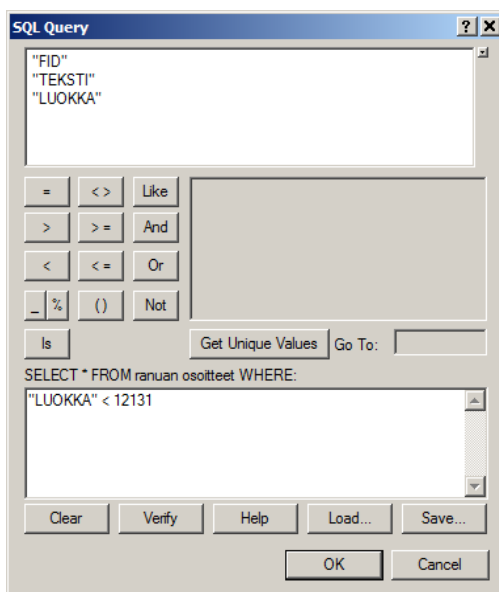 SQL Query ? X
"FID"
"TEKSTI"
"LUOKKA"
= < > Like
> > = And
< < = Or
_ % ( ) Not
Is Get Unique Values Go To:
SELECT * FROM ranuan osoitteet WHERE:
"LUOKKA" < 12131
Clear Verify Help Load... Save...
OK Cancel